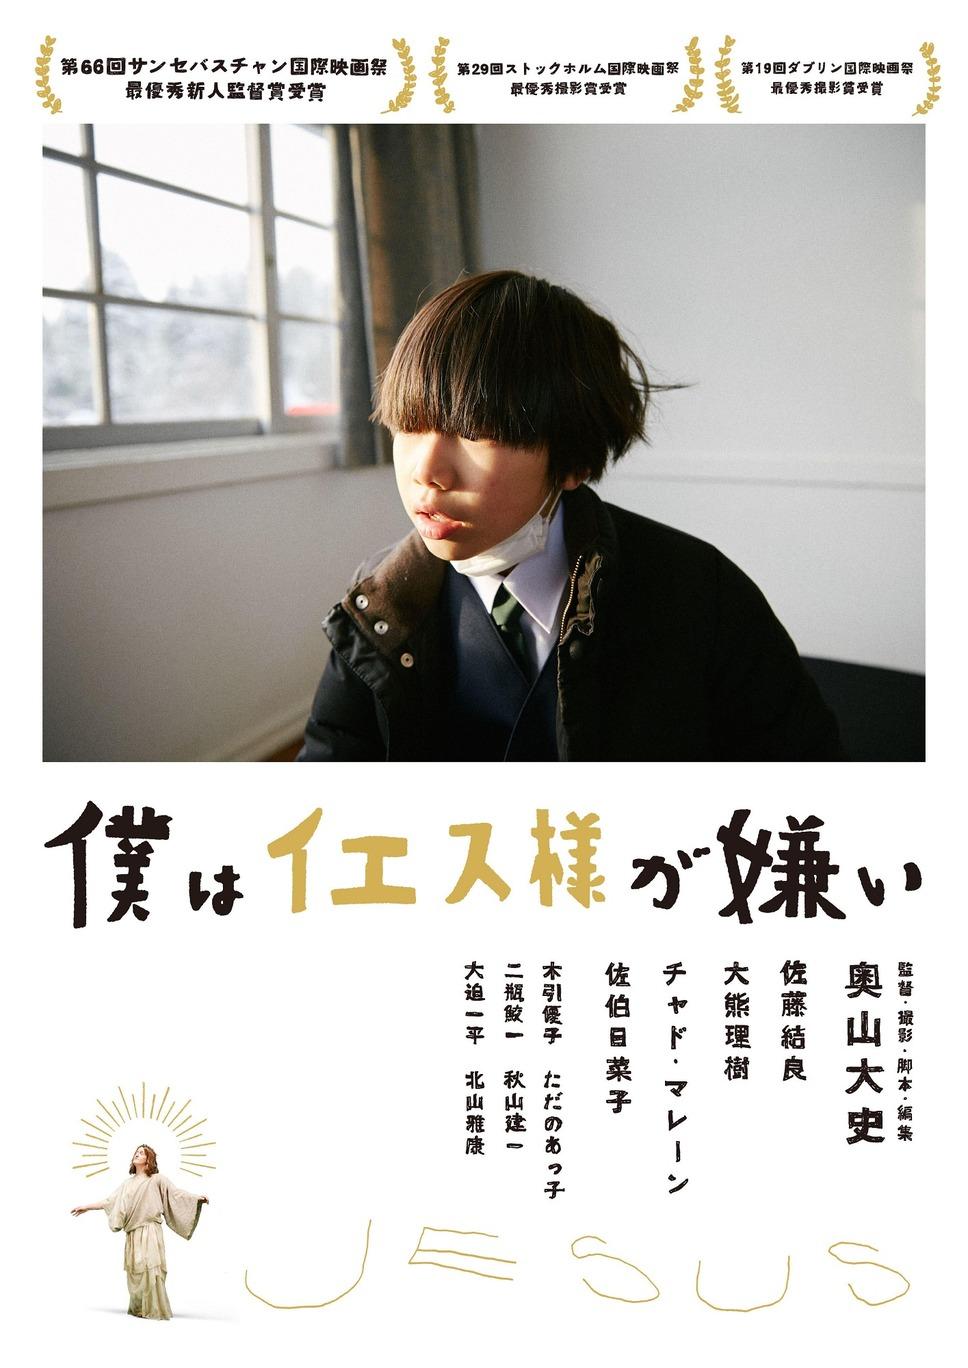 第66回サンセバスチャン国際映画祭
最優秀新人監督賞受賞
第29回ストックホルム国際映画祭
最優秀撮影賞受賞
第19回ダブリン国際映画祭
最優秀撮影賞受賞
僕はイエス様が嫌い
監督・撮影・脚本・編集
奥山大史
佐藤結良
大熊理樹
チャド・マレーン
佐伯日菜子
木引優子 ただのあっ子
二瓶鮫一 秋山建一
大迫一平 北山雅康
JESUS